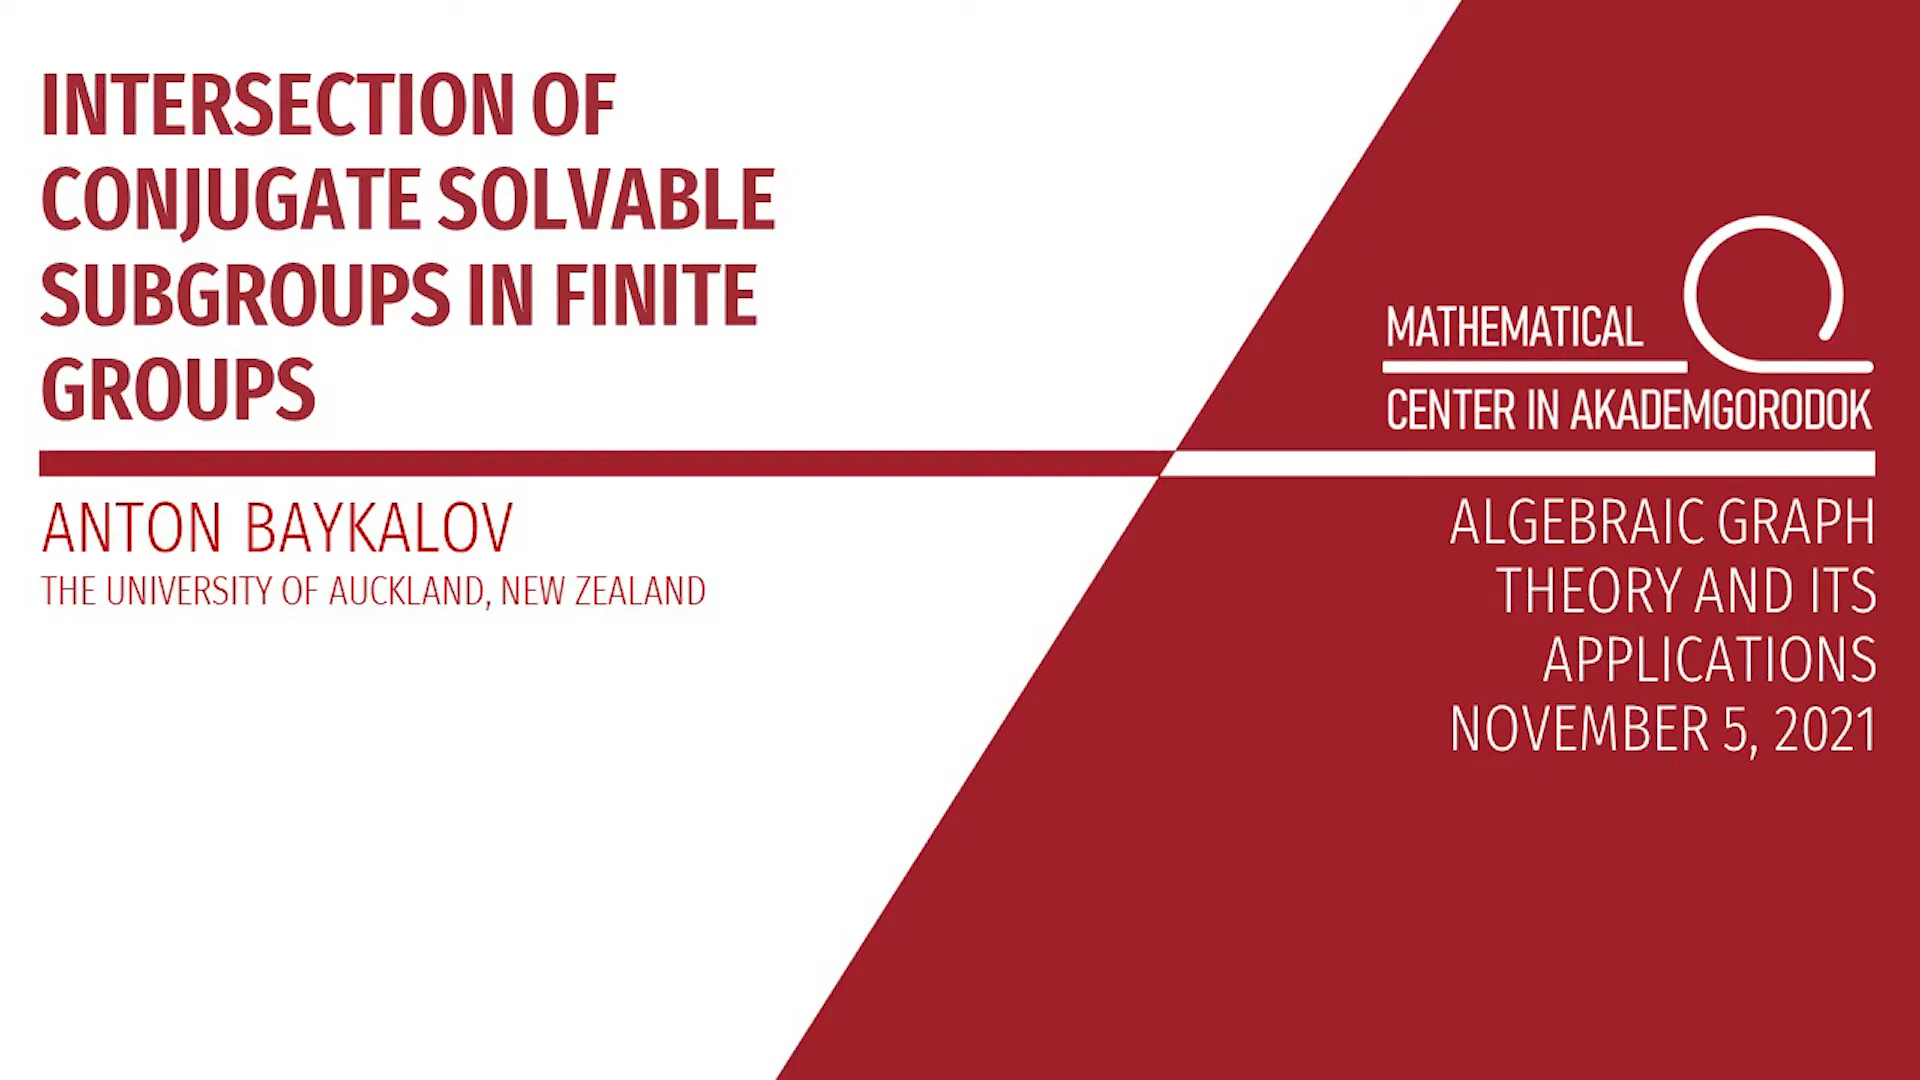 INTERSECTION OF
CONJUGATE SOLVABLE
SUBGROUPS IN FINITE
GROUPS
ANTON BAYKALOV
THE UNIVERSITY OF AUCKLAND, NEW ZEALAND
MATHEMATICAL
CENTER IN AKADEMGORODOK
ALGEBRAIC GRAPH
THEORY AND ITS
APPLICATIONS
NOVEMBER 5, 2021